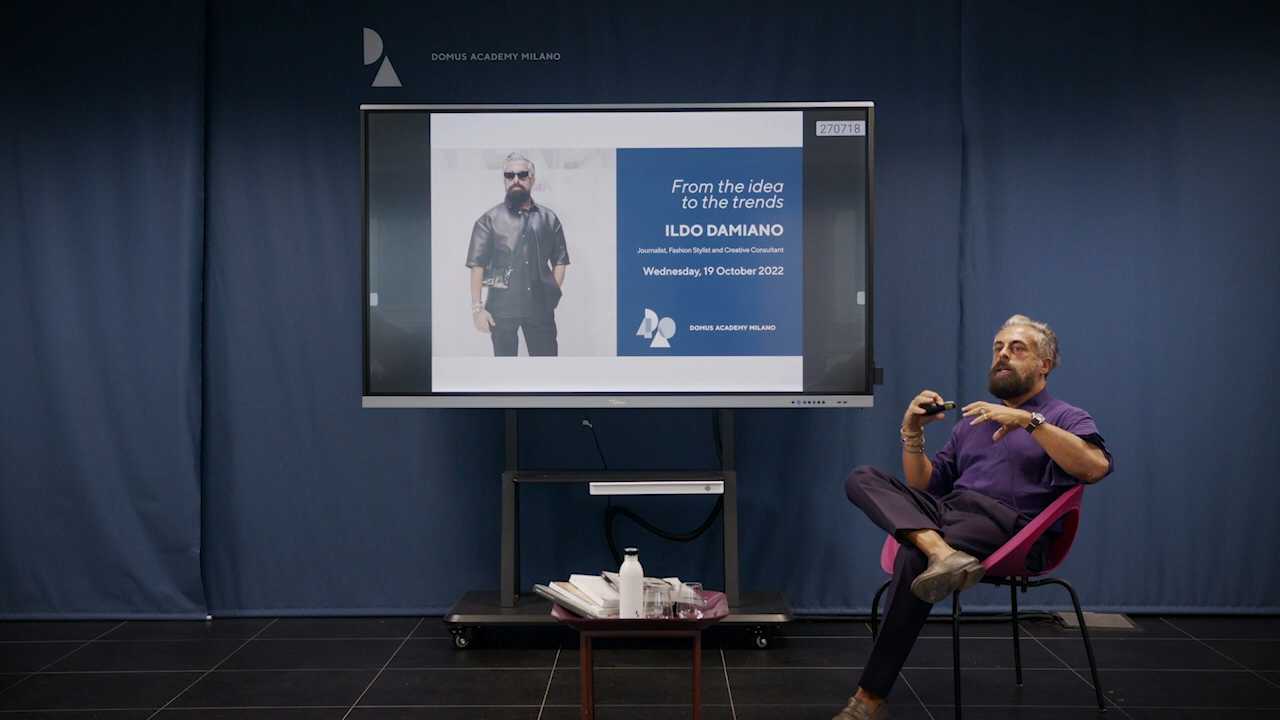 DOMUS ACADEMY MILANO
270718
From the idea
to the trends
ILDO DAMIANO
Journalist, Fashion Stylist and Creative Consultant
Wednesday, 19 October 2022
DOMUS ACADEMY MILANO